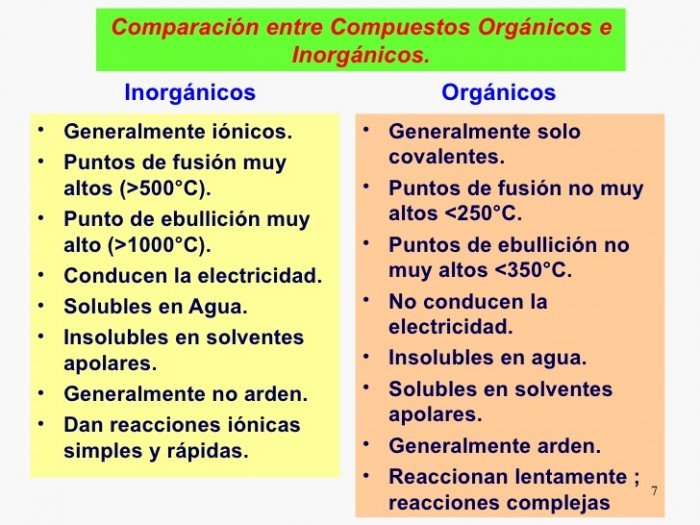 Comparación entre Compuestos Orgánicos e
Inorgánicos.
Inorgánicos
• Generalmente iónicos.
• Puntos de fusión muy
altos (>500°C).
• Punto de ebullición muy
alto (>1000°C).
• Conducen la electricidad.
• Solubles en Agua.
• Insolubles en solventes
apolares.
• Generalmente no arden.
• Dan reacciones iónicas
simples y rápidas.
Orgánicos
• Generalmente solo
covalentes.
• Puntos de fusión no muy
altos <250°C.
• Puntos de ebullición no
muy altos <350°C.
• No conducen la
electricidad.
• Insolubles en agua.
• Solubles en solventes
apolares.
• Generalmente arden.
• Reaccionan lentamente ;
reacciones complejas
7